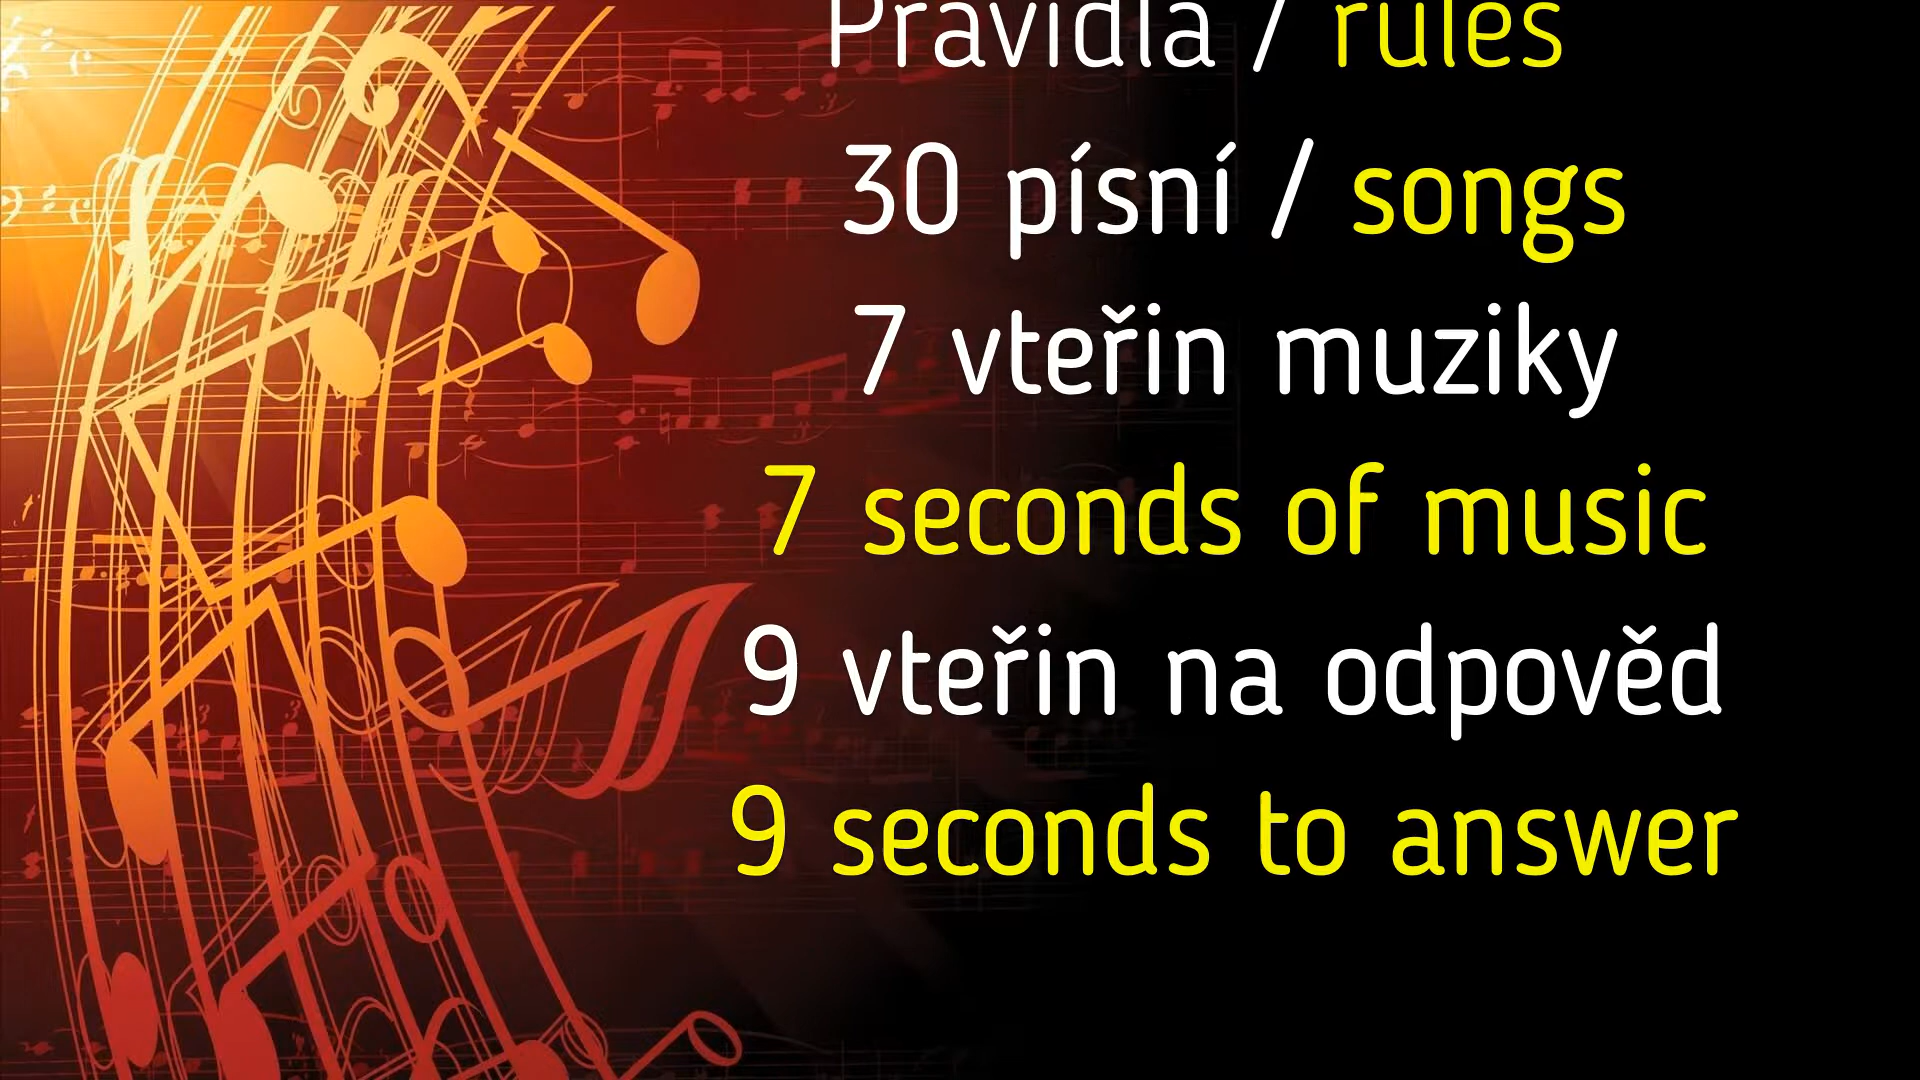 Pravidla / rules
30 písní / songs
7 vteřin muziky
7 seconds of music
9 vteřin na odpověd
9 seconds to answer